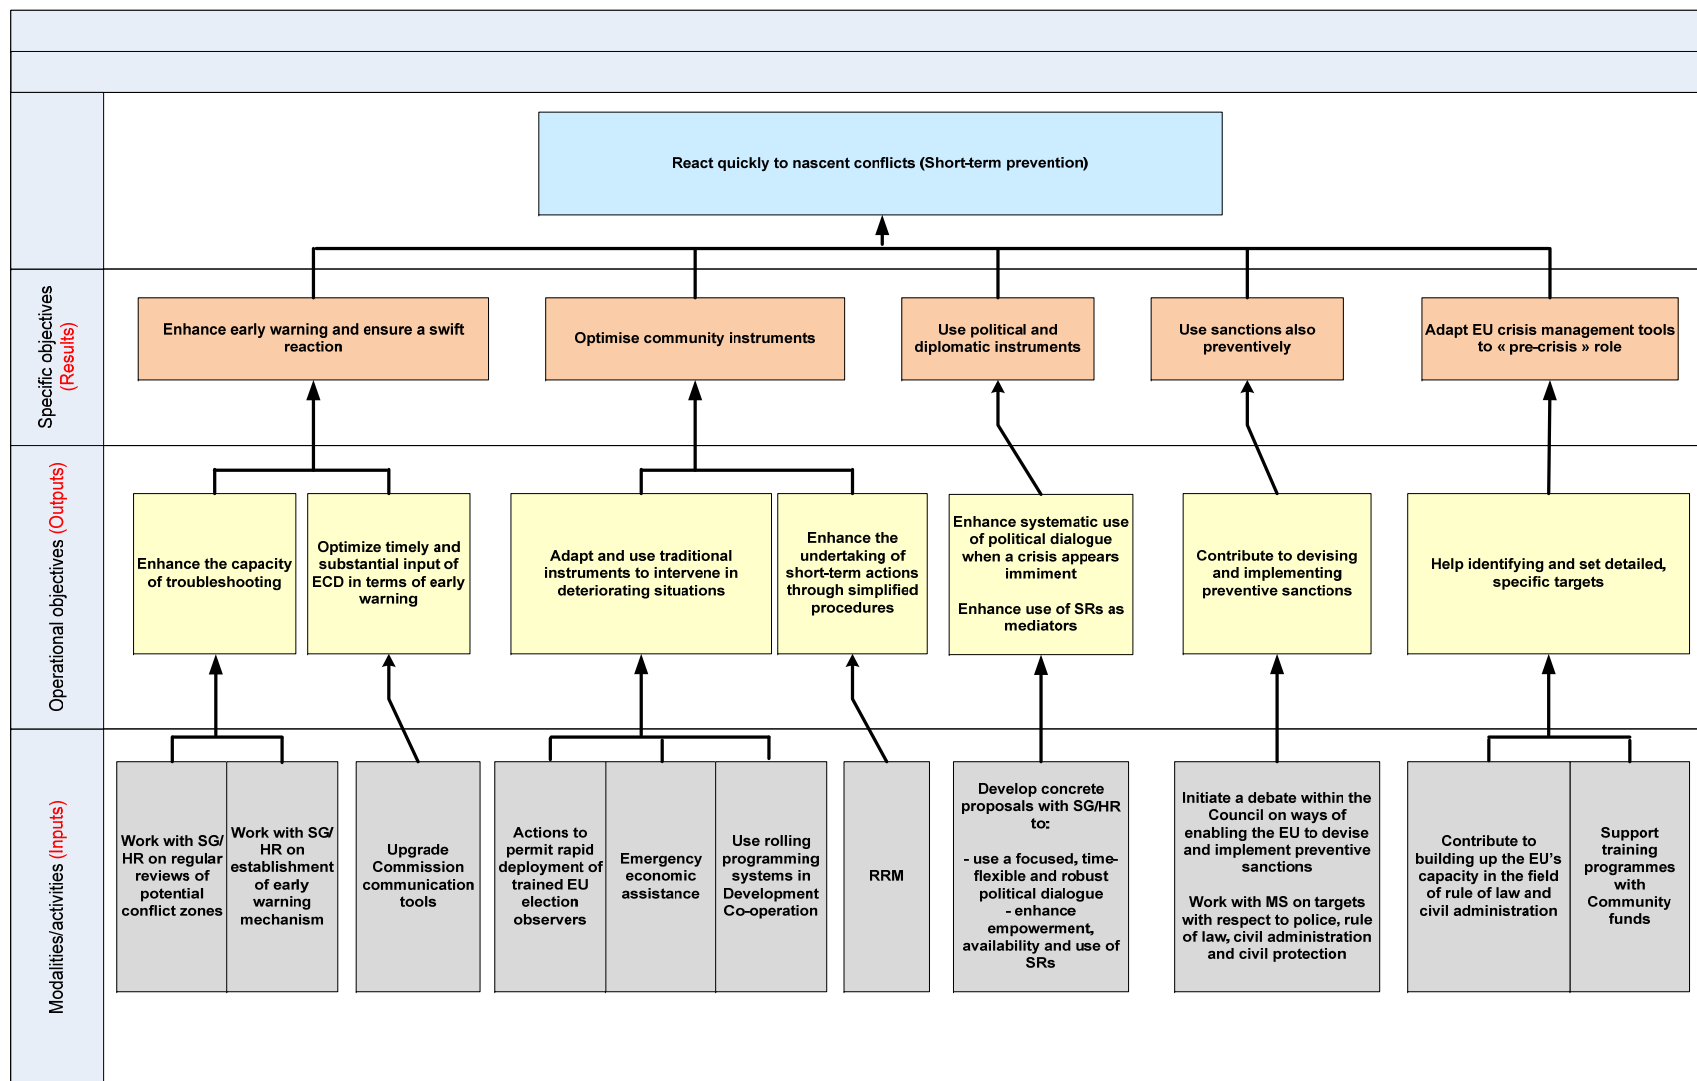 React quickly to nascent conflicts (Short-term prevention)
Specific objectives
(Results)
Enhance early warning and ensure a swift
reaction
Optimise community instruments
Use political and
diplomatic instruments
Use sanctions also
preventively
Adapt EU crisis management tools
to « pre-crisis » role
Operational objectives (Outputs)
Enhance the capacity
of troubleshooting
Optimize timely and
substantial input of
ECD in terms of early
warning
Adapt and use traditional
instruments to intervene in
deteriorating situations
Enhance the
undertaking of
short-term actions
through simplified
procedures
Enhance systematic use
of political dialogue
when a crisis appears
immiment
Enhance use of SRs as
mediators
Contribute to devising
and implementing
preventive sanctions
Help identifying and set detailed,
specific targets
Modalities/activities (Inputs)
Work with SG/
HR on regular
reviews of
potential
conflict zones
Work with SG/
HR on
establishment
of early
warning
mechanism
Upgrade
Commission
communication
tools
Actions to
permit rapid
deployment of
trained EU
election
observers
Emergency
economic
assistance
Use rolling
programming
systems in
Development
Co-operation
RRM
Develop concrete
proposals with SG/HR
to:
- use a focused, time-
flexible and robust
political dialogue
- enhance
empowerment,
availability and use of
SRs
Initiate a debate within the
Council on ways of
enabling the EU to devise
and implement preventive
sanctions
Work with MS on targets
with respect to police, rule
of law, civil administration
and civil protection
Contribute to
building up the EU's
capacity in the field
of rule of law and
civil administration
Support
training
programmes
with
Community
funds